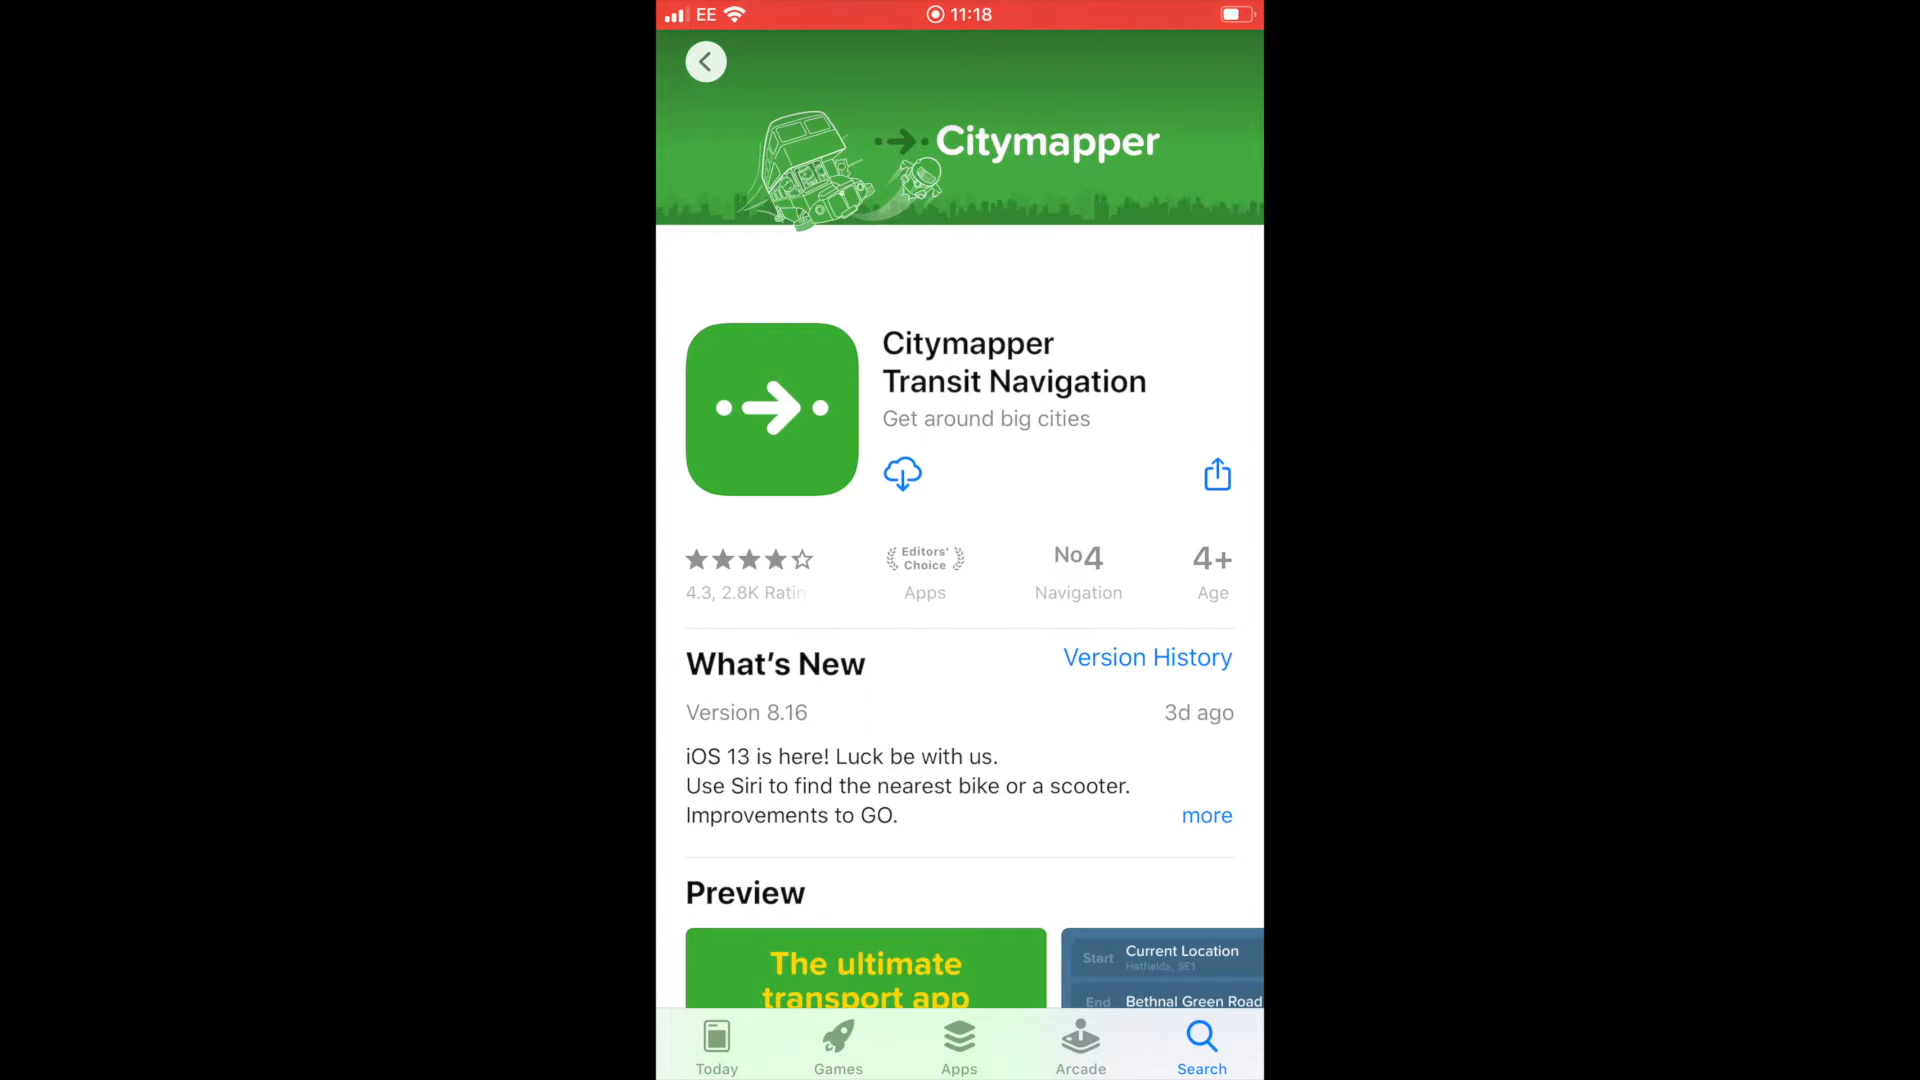 EE 11:18
Citymapper
Citymapper
Transit Navigation
Get around big cities
Editors'
Choice
No4
4+
4.3, 2.8K Ratin
Apps
Navigation
Age
What’s New
Version History
Version 8.16
3d ago
iOS 13 is here! Luck be with us.
Use Siri to find the nearest bike or a scooter.
Improvements to GO.
more
Preview
The ultimate
transport app
Start
Current Location
Hatfields, SE1
End
Bethnal Green Road
Today
Games
Apps
Arcade
Search